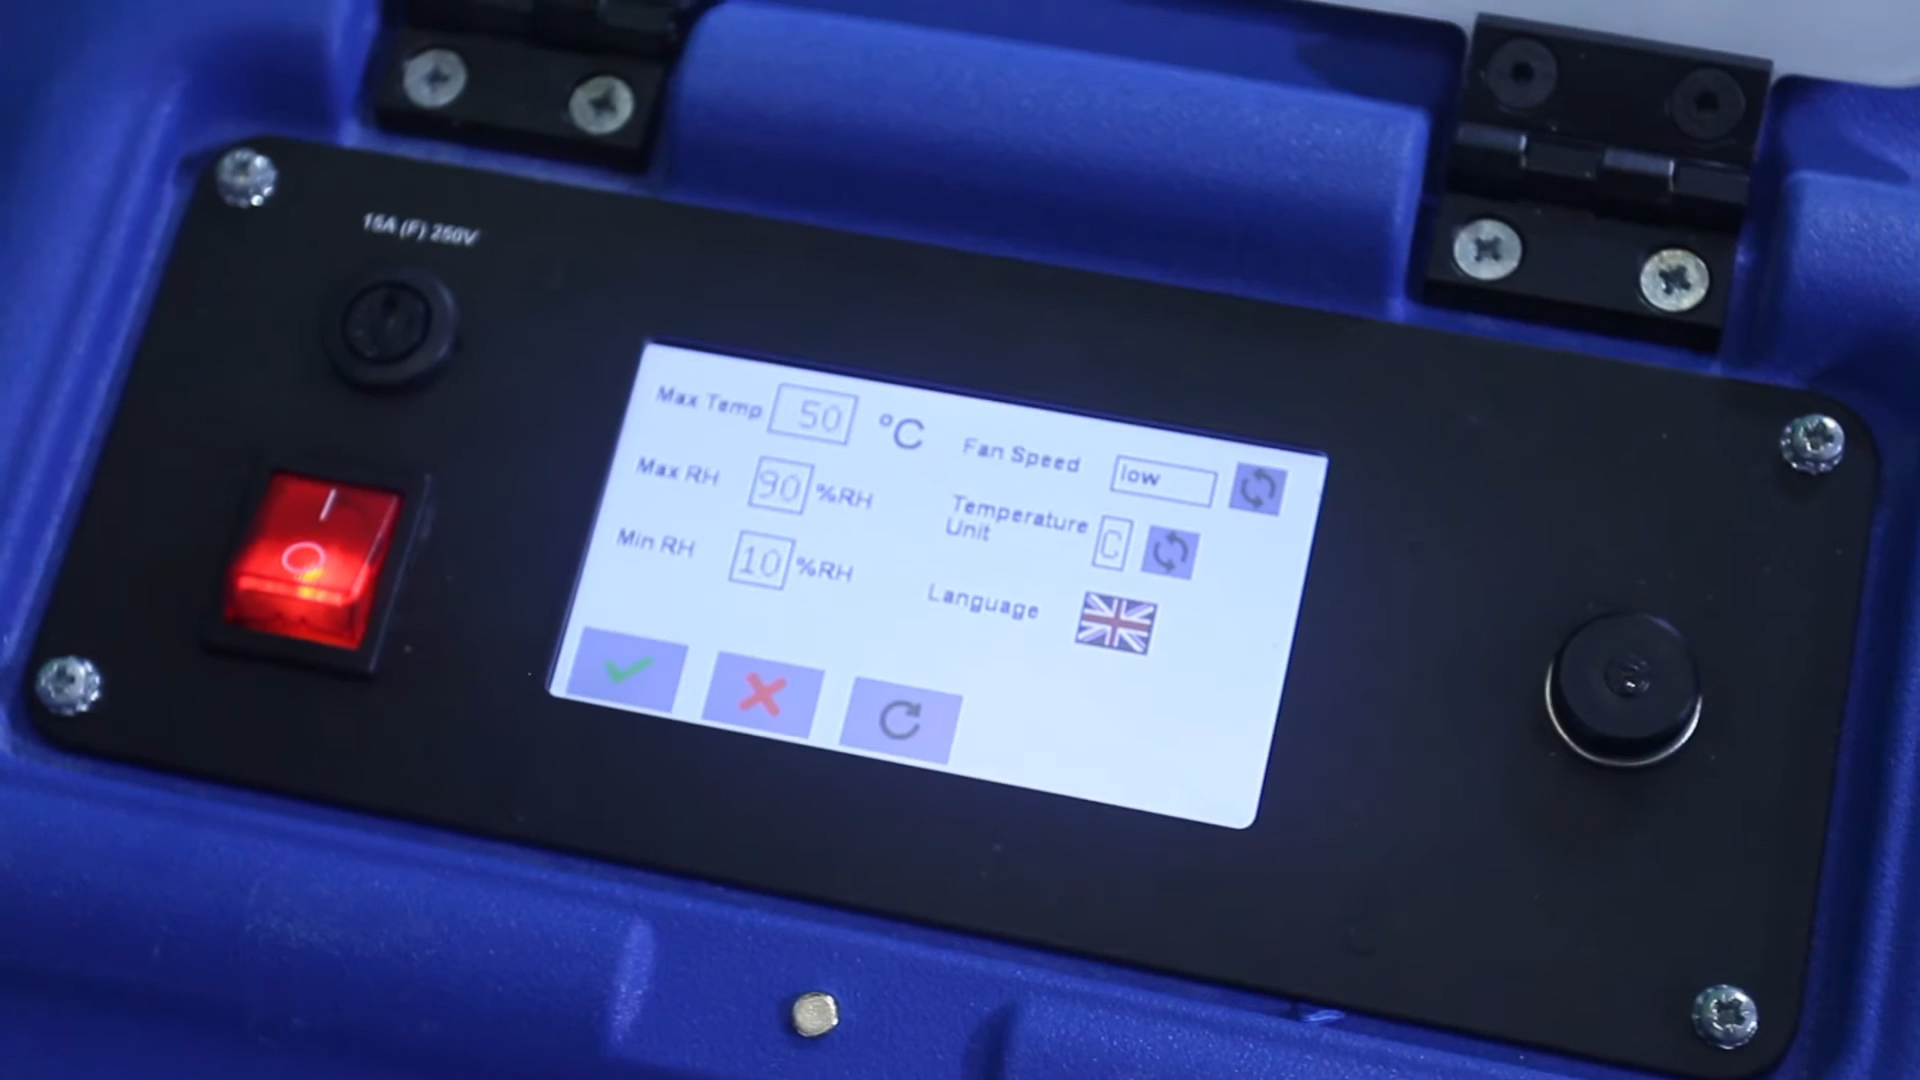 15A (F) 250V
Max Temp 50 °C
Max RH 90 %RH
Min RH 10 %RH
Fan Speed low
Temperature
Unit C
Language